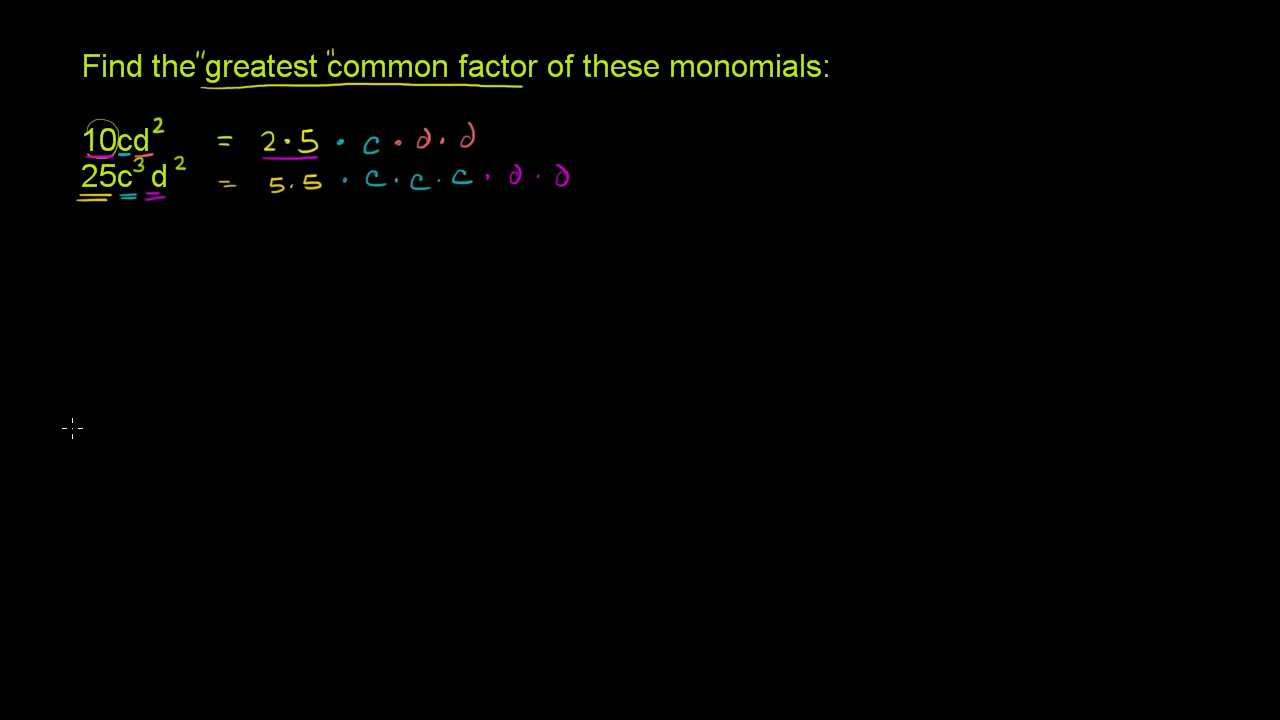 Find the "greatest "common factor of these monomials:
10cd² = 2·5 · c · d · d
25c³d² = 5·5 · c · c · c · d · d